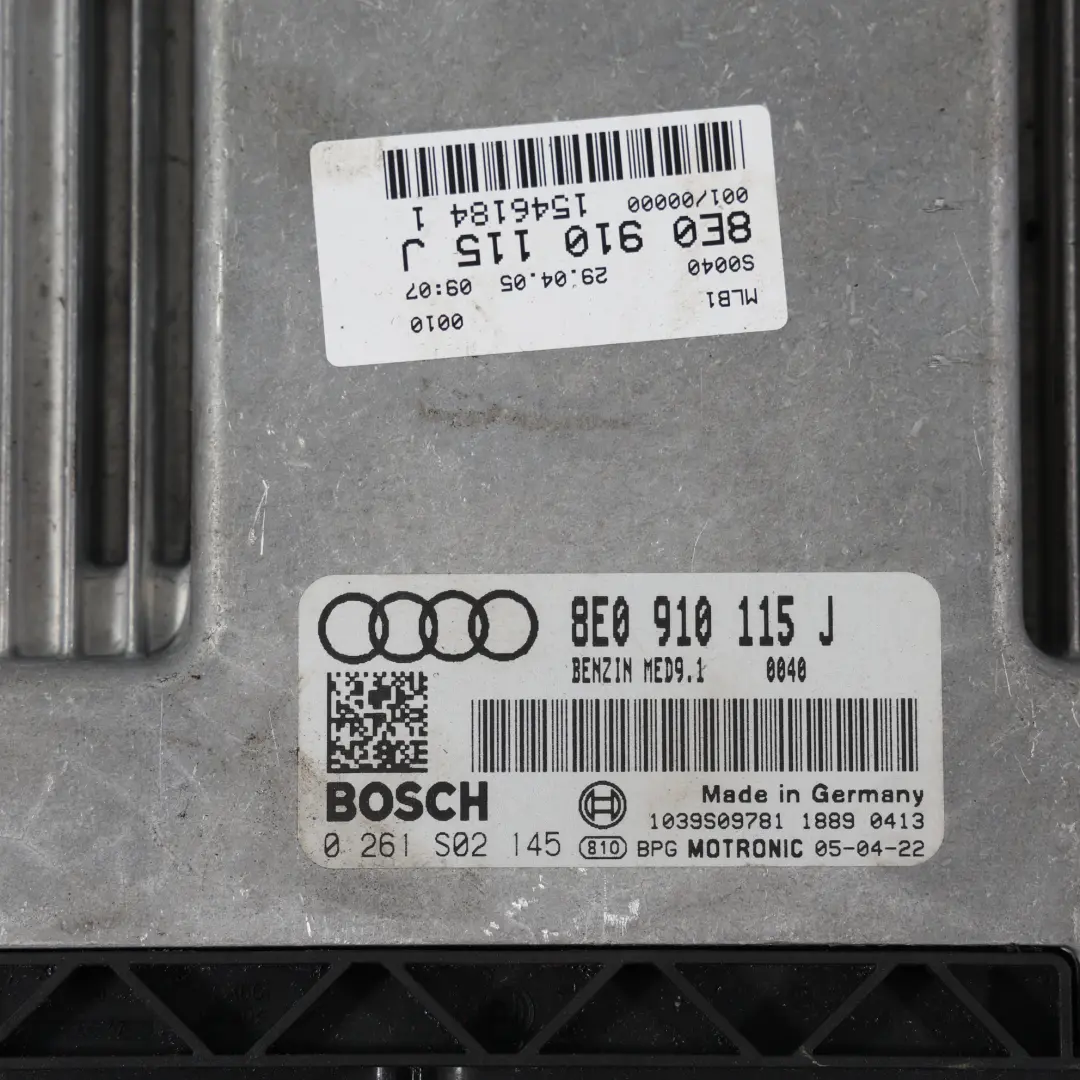 MLB1 0010
S0040 29.04.05 09:07
8E0 910 115 J
001/00000 1546184 1
8E0 910 115 J
BENZIN MED9.1 0040
BOSCH
Made in Germany
1039S09781 1889 0413
0 261 S02 145 810 BPG MOTRONIC 05-04-22